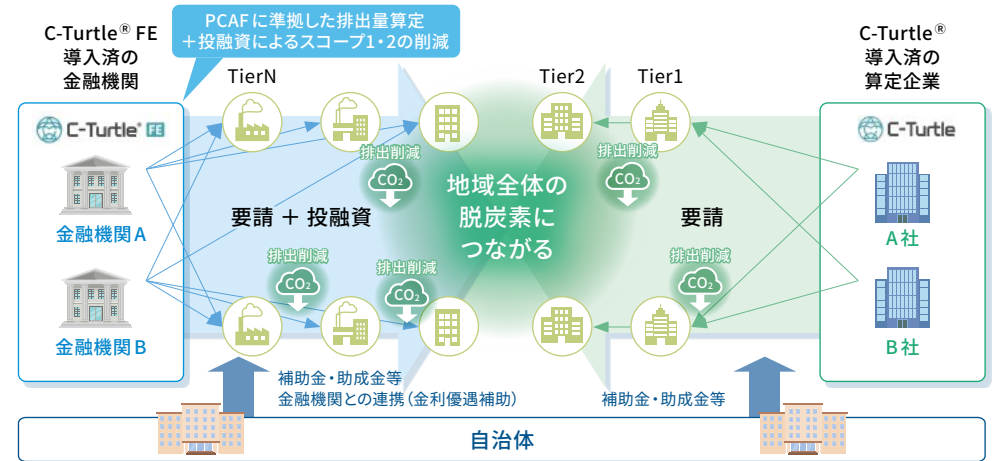 PCAFに準拠した排出量算定
＋投融資によるスコープ1・2の削減
C-Turtle® FE
導入済の
金融機関
C-Turtle®
導入済の
算定企業
TierN
Tier2
Tier1
C-Turtle® FE
C-Turtle
金融機関A
金融機関B
A社
B社
要請 ＋ 投融資
要請
地域全体の
脱炭素に
つながる
排出削減
CO₂
排出削減
CO₂
排出削減
CO₂
排出削減
CO₂
排出削減
CO₂
補助金・助成金等
金融機関との連携（金利優遇補助）
補助金・助成金等
自治体